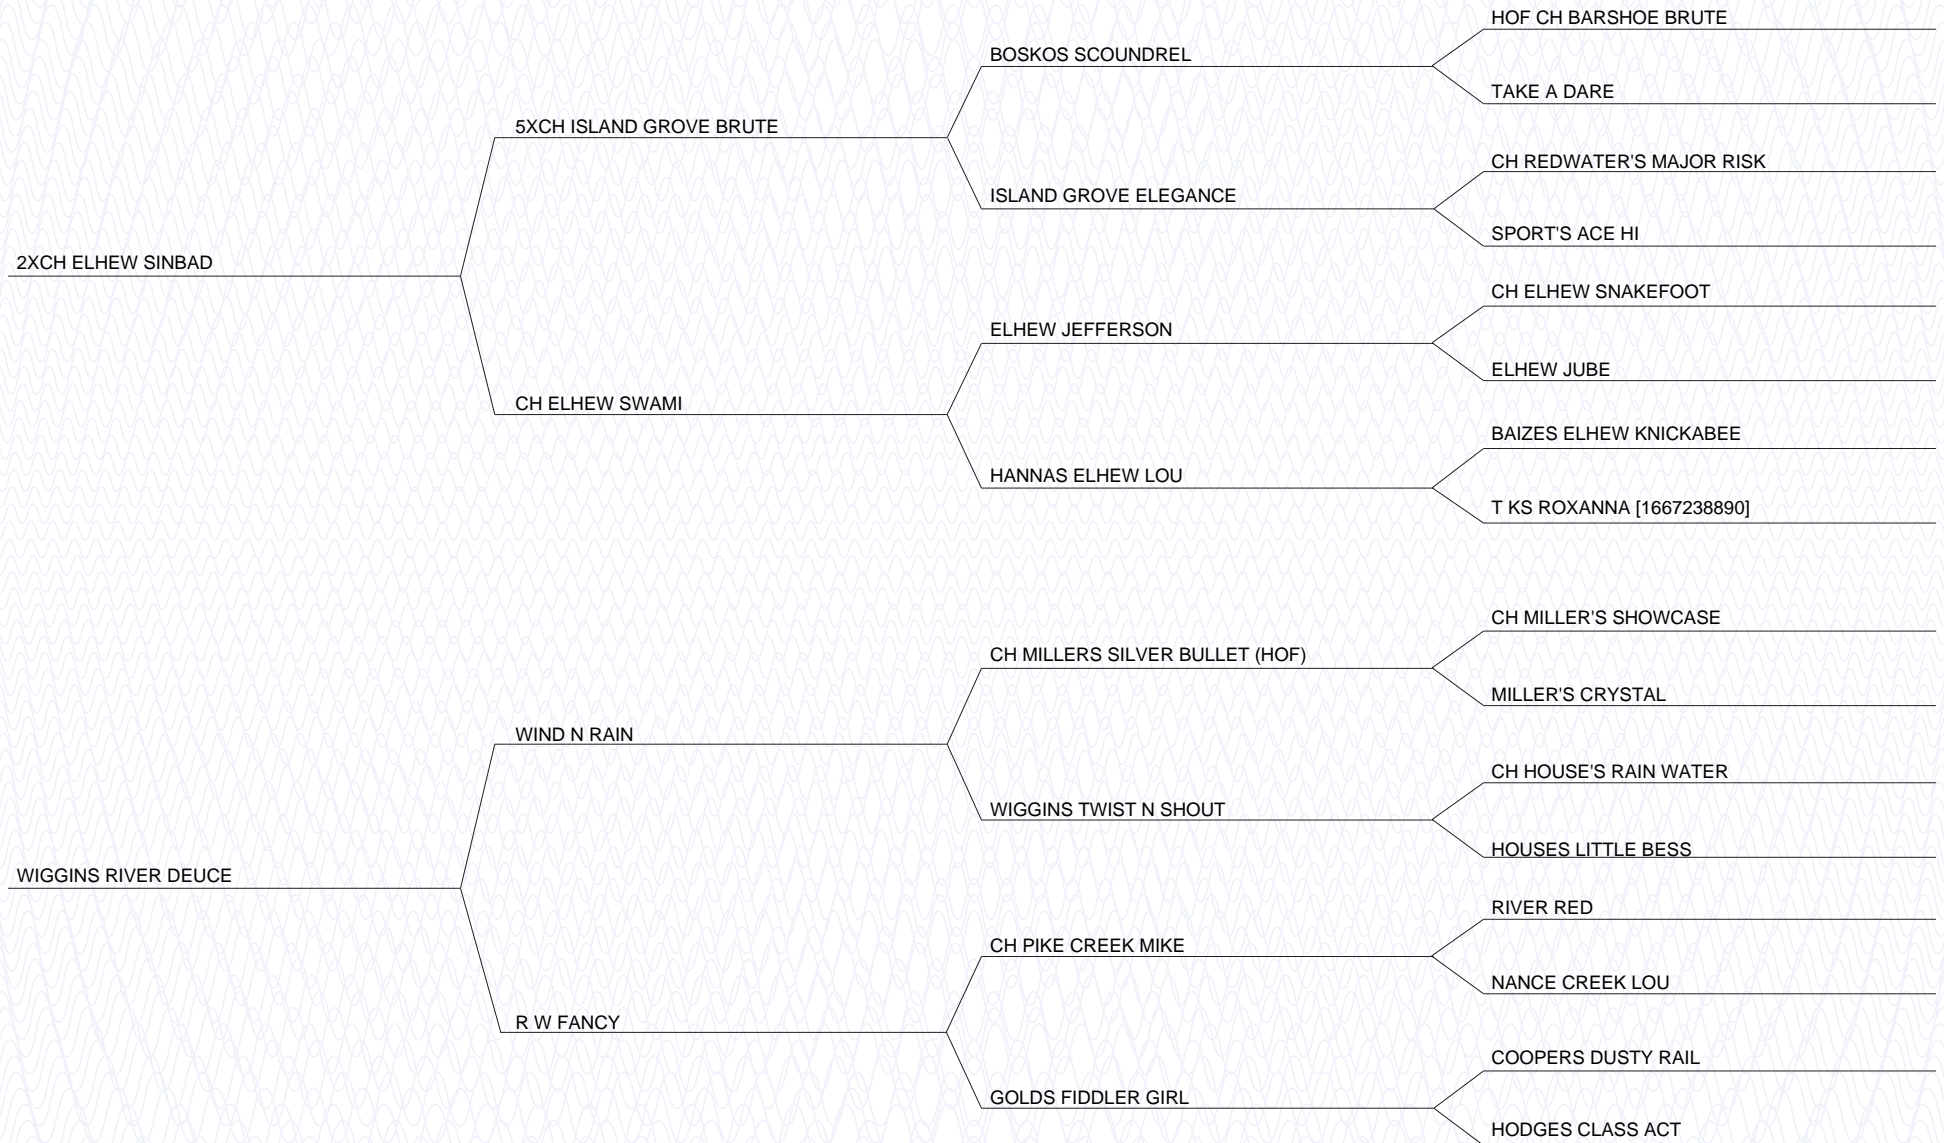 HOF CH BARSHOE BRUTE
BOSKOS SCOUNDREL
TAKE A DARE
5XCH ISLAND GROVE BRUTE
CH REDWATER'S MAJOR RISK
ISLAND GROVE ELEGANCE
SPORT'S ACE HI
2XCH ELHEW SINBAD
CH ELHEW SNAKEFOOT
ELHEW JEFFERSON
ELHEW JUBE
CH ELHEW SWAMI
BAIZES ELHEW KNICKABEE
HANNAS ELHEW LOU
T KS ROXANNA [1667238890]
CH MILLER'S SHOWCASE
CH MILLERS SILVER BULLET (HOF)
MILLER'S CRYSTAL
WIND N RAIN
CH HOUSE'S RAIN WATER
WIGGINS TWIST N SHOUT
HOUSES LITTLE BESS
WIGGINS RIVER DEUCE
RIVER RED
CH PIKE CREEK MIKE
NANCE CREEK LOU
R W FANCY
COOPERS DUSTY RAIL
GOLDS FIDDLER GIRL
HODGES CLASS ACT